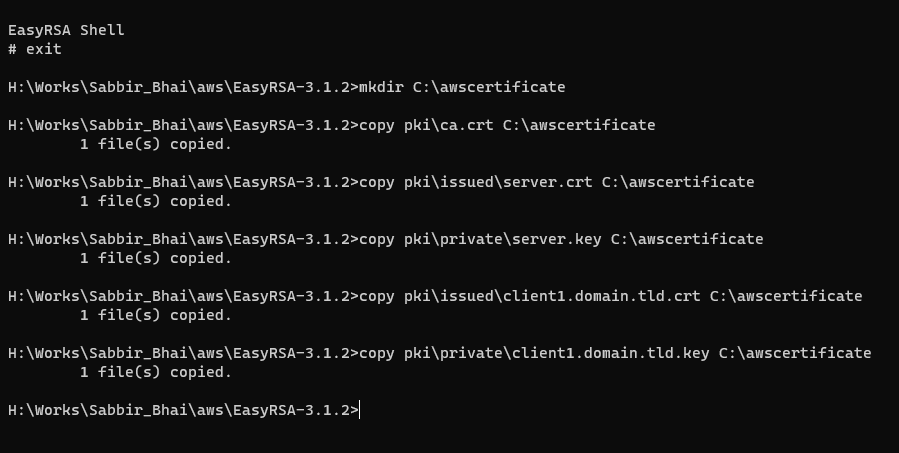 EasyRSA Shell
# exit
H:\Works\Sabbir_Bhai\aws\EasyRSA-3.1.2>mkdir C:\awscertificate
H:\Works\Sabbir_Bhai\aws\EasyRSA-3.1.2>copy pki\ca.crt C:\awscertificate
        1 file(s) copied.
H:\Works\Sabbir_Bhai\aws\EasyRSA-3.1.2>copy pki\issued\server.crt C:\awscertificate
        1 file(s) copied.
H:\Works\Sabbir_Bhai\aws\EasyRSA-3.1.2>copy pki\private\server.key C:\awscertificate
        1 file(s) copied.
H:\Works\Sabbir_Bhai\aws\EasyRSA-3.1.2>copy pki\issued\client1.domain.tld.crt C:\awscertificate
        1 file(s) copied.
H:\Works\Sabbir_Bhai\aws\EasyRSA-3.1.2>copy pki\private\client1.domain.tld.key C:\awscertificate
        1 file(s) copied.
H:\Works\Sabbir_Bhai\aws\EasyRSA-3.1.2>